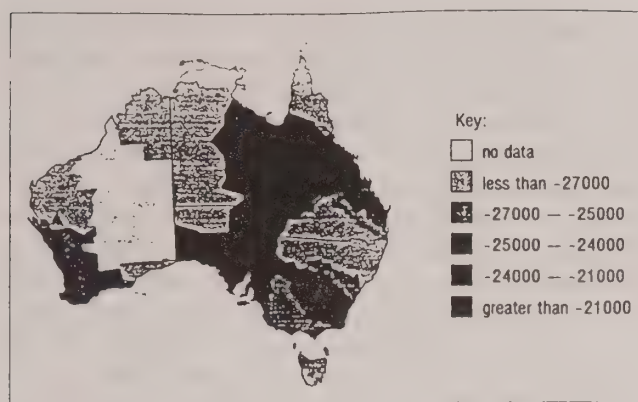 Key:
no data
less than -27000
-27000 — -25000
-25000 — -24000
-24000 — -21000
greater than -21000